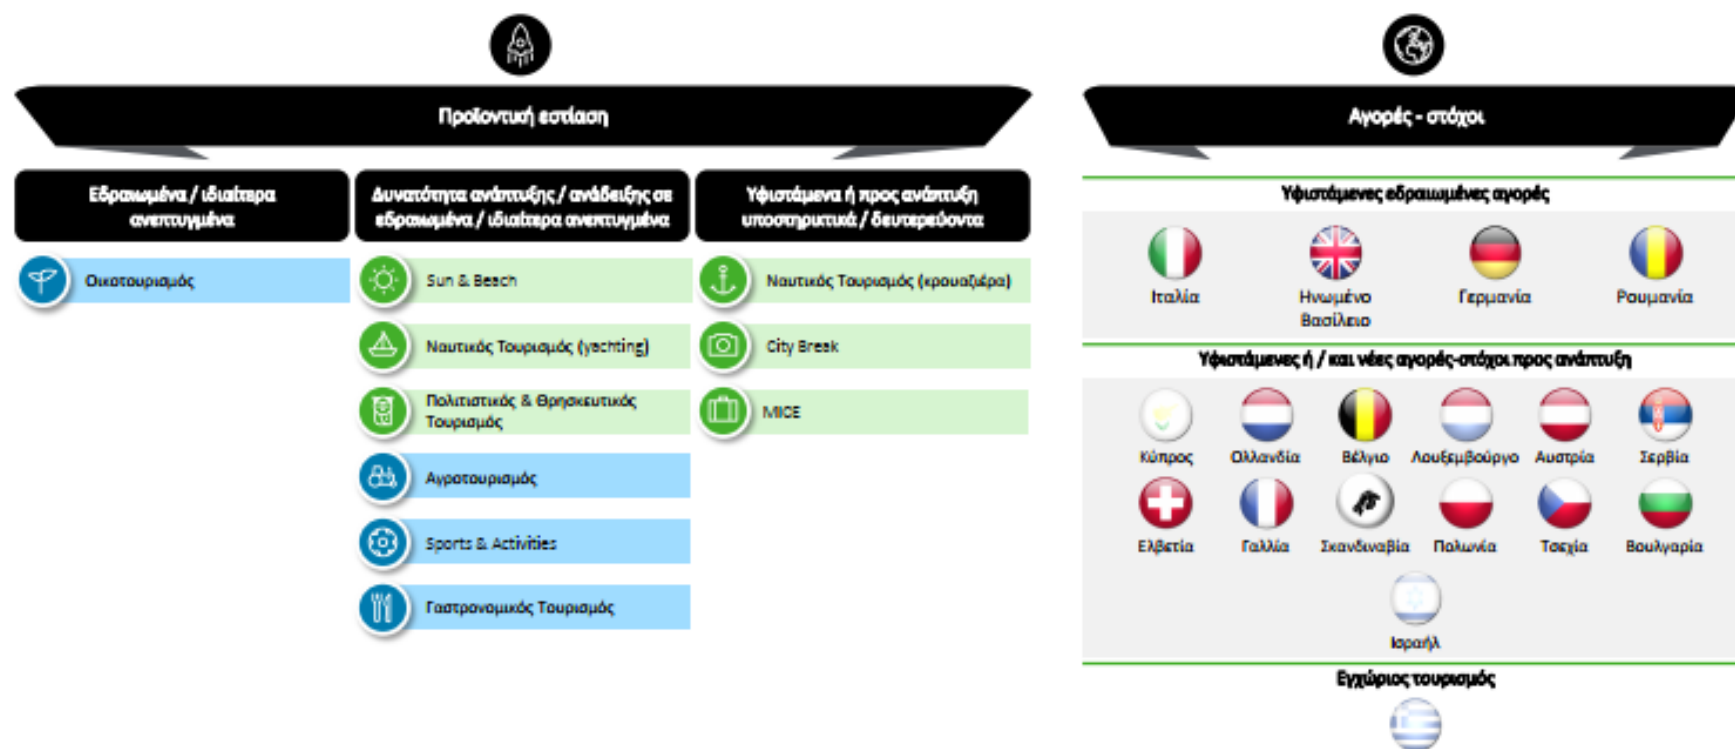 Προϊοντική εστίαση
Εδραιωμένα / ιδιαίτερα
ανεπτυγμένα
Οικοτουρισμός
Δυνατότητα ανάπτυξης / ανάδειξης σε
εδραιωμένα / ιδιαίτερα ανεπτυγμένα
Sun & Beach
Ναυτικός Τουρισμός (yachting)
Πολιτιστικός & Θρησκευτικός
Τουρισμός
Αγροτουρισμός
Sports & Activities
Γαστρονομικός Τουρισμός
Υφιστάμενα ή προς ανάπτυξη
υποστηρικτικά / δευτερεύοντα
Ναυτικός Τουρισμός (κρουαζιέρα)
City Break
MICE
Αγορές - στόχοι
Υφιστάμενες εδραιωμένες αγορές
Ιταλία
Ηνωμένο
Βασίλειο
Γερμανία
Ρουμανία
Υφιστάμενες ή / και νέες αγορές-στόχοι προς ανάπτυξη
Κύπρος
Ολλανδία
Βέλγιο
Λουξεμβούργο
Αυστρία
Σερβία
Ελβετία
Γαλλία
Σκανδιναβία
Πολωνία
Τσεχία
Βουλγαρία
Ισραήλ
Εγχώριος τουρισμός